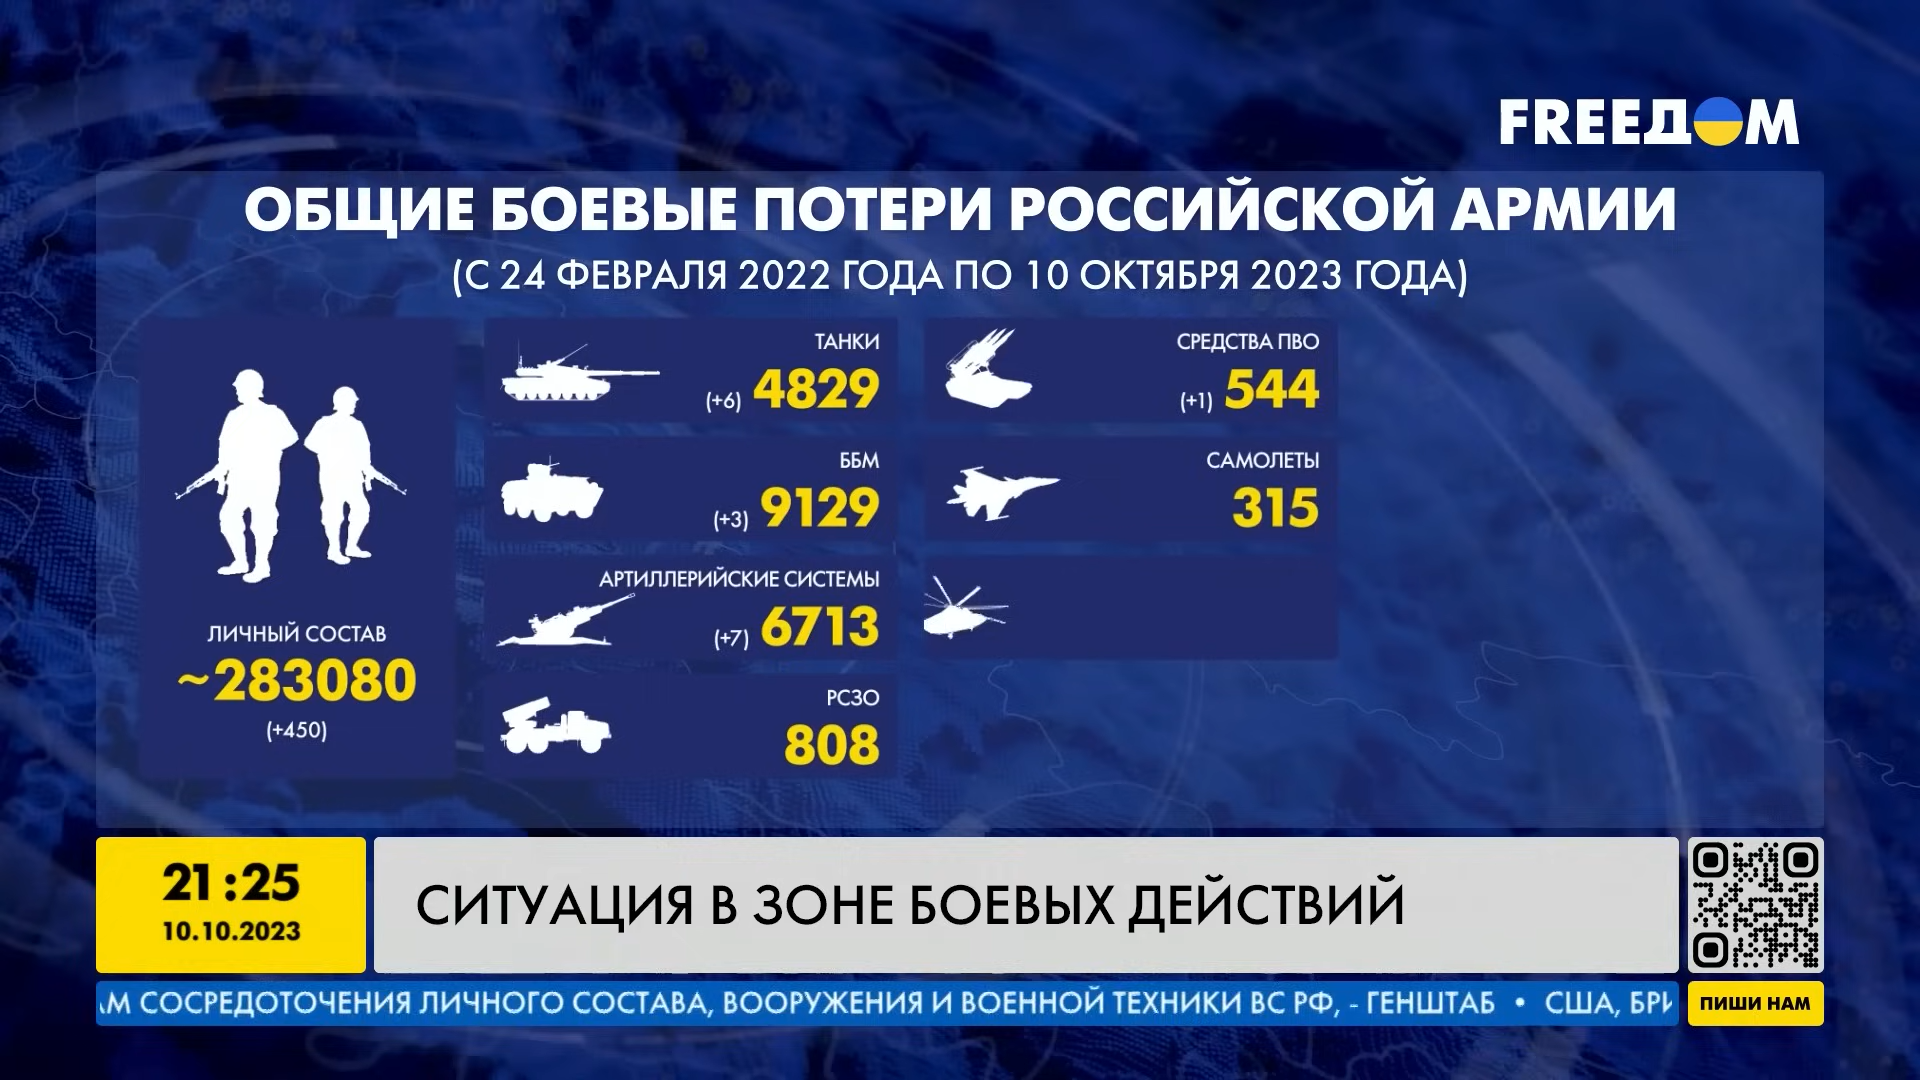 FREEДOM
ОБЩИЕ БОЕВЫЕ ПОТЕРИ РОССИЙСКОЙ АРМИИ
(С 24 ФЕВРАЛЯ 2022 ГОДА ПО 10 ОКТЯБРЯ 2023 ГОДА)
ЛИЧНЫЙ СОСТАВ
~283080
(+450)
ТАНКИ
(+6) 4829
ББМ
(+3) 9129
АРТИЛЛЕРИЙСКИЕ СИСТЕМЫ
(+7) 6713
РСЗО
808
СРЕДСТВА ПВО
(+1) 544
САМОЛЕТЫ
315
21:25
10.10.2023
СИТУАЦИЯ В ЗОНЕ БОЕВЫХ ДЕЙСТВИЙ
АМ СОСРЕДОТОЧЕНИЯ ЛИЧНОГО СОСТАВА, ВООРУЖЕНИЯ И ВОЕННОЙ ТЕХНИКИ ВС РФ, - ГЕНШТАБ • США, БРИ
ПИШИ НАМ